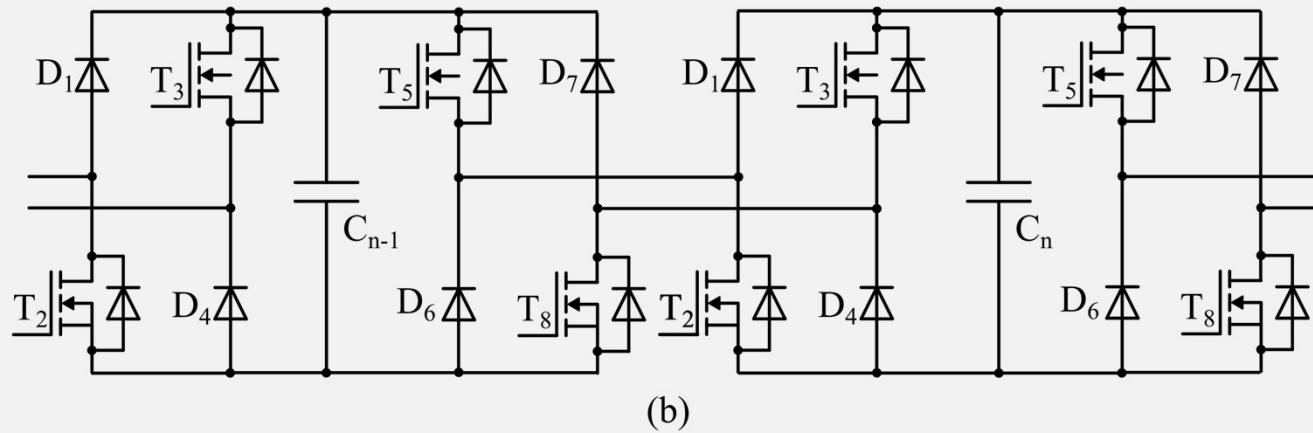 D1 T3 T5 D7 D1 T3 T5 D7
Cn-1 Cn
T2 D4 D6 T8 T2 D4 D6 T8
(b)